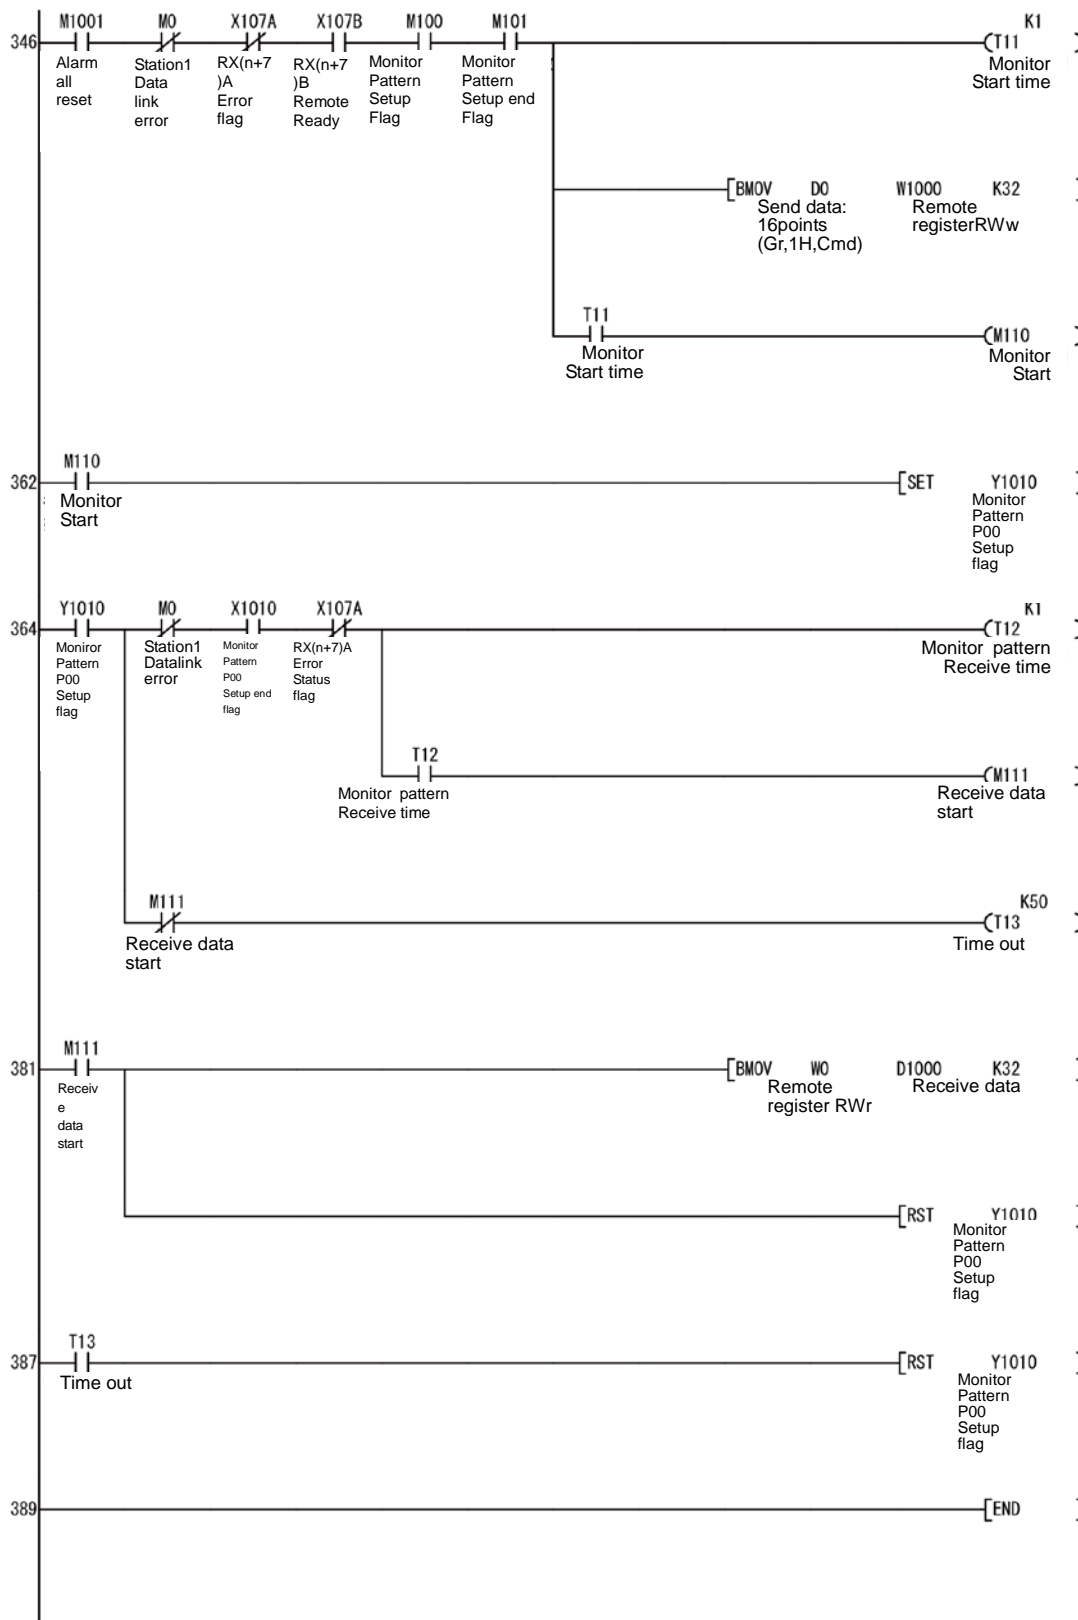 M1001 M0 X107A X107B M100 M101 K1
346 (T11
Alarm
all
reset
Station1
Data
link
error
RX(n+7
)A
Error
flag
RX(n+7
)B
Remote
Ready
Monitor
Pattern
Setup
Flag
Monitor
Pattern
Setup end
Flag
Monitor
Start time
[BMOV D0 W1000 K32 ]
Send data:
16points
(Gr,1H,Cmd)
Remote
registerRWw
T11
(M110
Monitor
Start time
Monitor
Start
M110
362 [SET Y1010 ]
Monitor
Start
Monitor
Pattern
P00
Setup
flag
Y1010 M0 X1010 X107A K1
364 (T12
Moniror
Pattern
P00
Setup
flag
Station1
Datalink
error
Monitor
Pattern
P00
Setup end
flag
RX(n+7)A
Error
Status
flag
Monitor pattern
Receive time
T12
(M111
Monitor pattern
Receive time
Receive data
start
M111 K50
(T13
Receive data
start
Time out
M111
381 [BMOV W0 D1000 K32 ]
Receiv
e
data
start
Remote
register RWr
Receive data
[RST Y1010 ]
Monitor
Pattern
P00
Setup
flag
T13
387 [RST Y1010 ]
Time out
Monitor
Pattern
P00
Setup
flag
389 [END ]